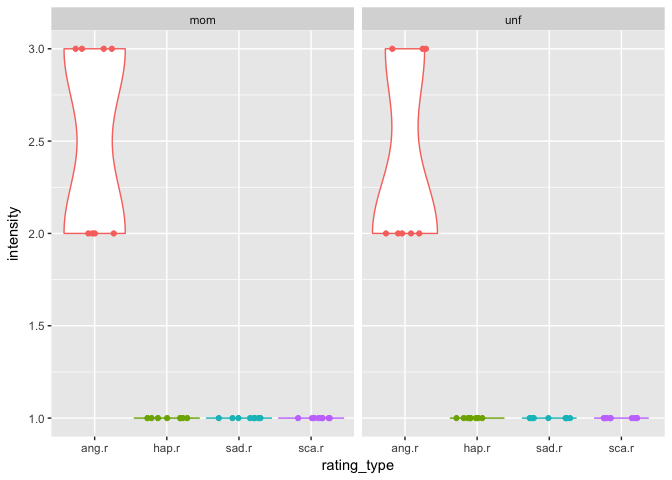 mom unf
3.0
2.5
2.0
1.5
1.0
intensity
ang.r hap.r sad.r sca.r ang.r hap.r sad.r sca.r
rating_type